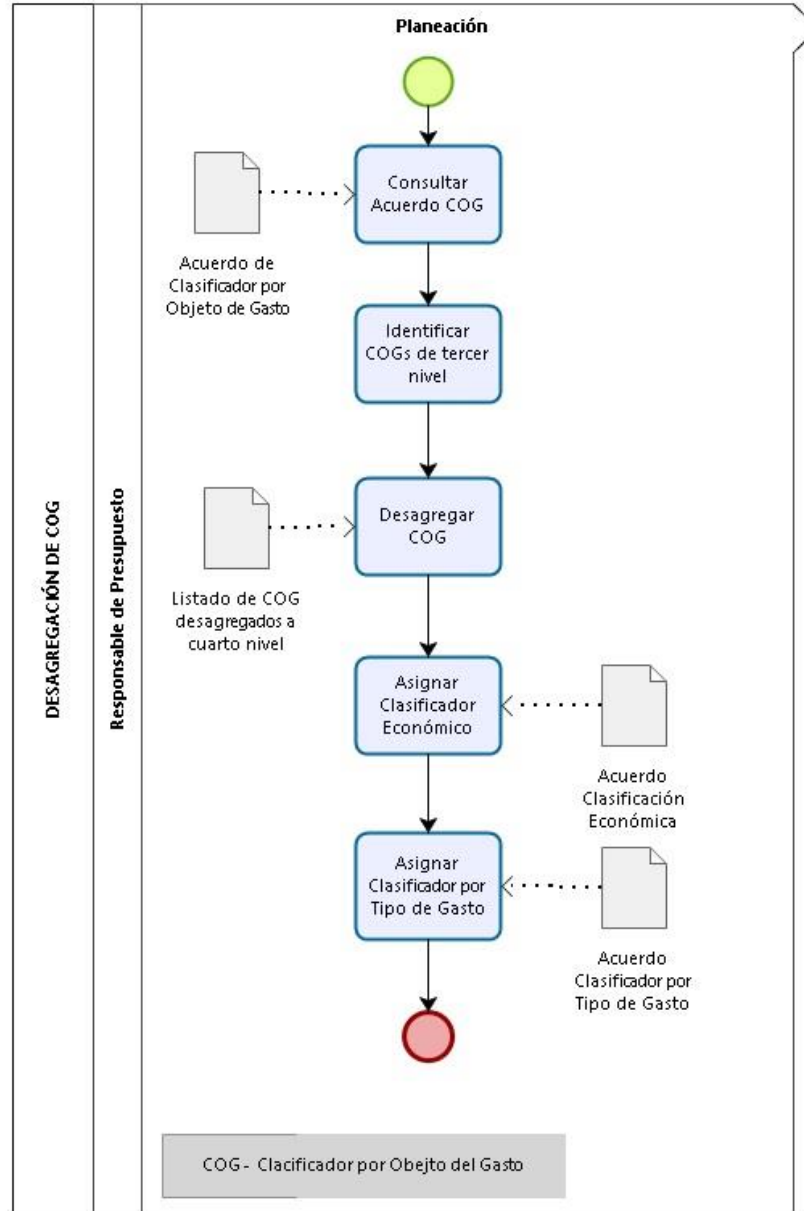 Planeación
DESAGREGACIÓN DE COG
Responsable de Presupuesto
Consultar
Acuerdo COG
Acuerdo de
Clasificador por
Objeto de Gasto
Identificar
COGs de tercer
nivel
Desagregar
COG
Listado de COG
desagregados a
cuarto nivel
Asignar
Clasificador
Económico
Acuerdo
Clasificación
Económica
Asignar
Clasificador por
Tipo de Gasto
Acuerdo
Clasificador por
Tipo de Gasto
COG - Clacificador por Obejto del Gasto